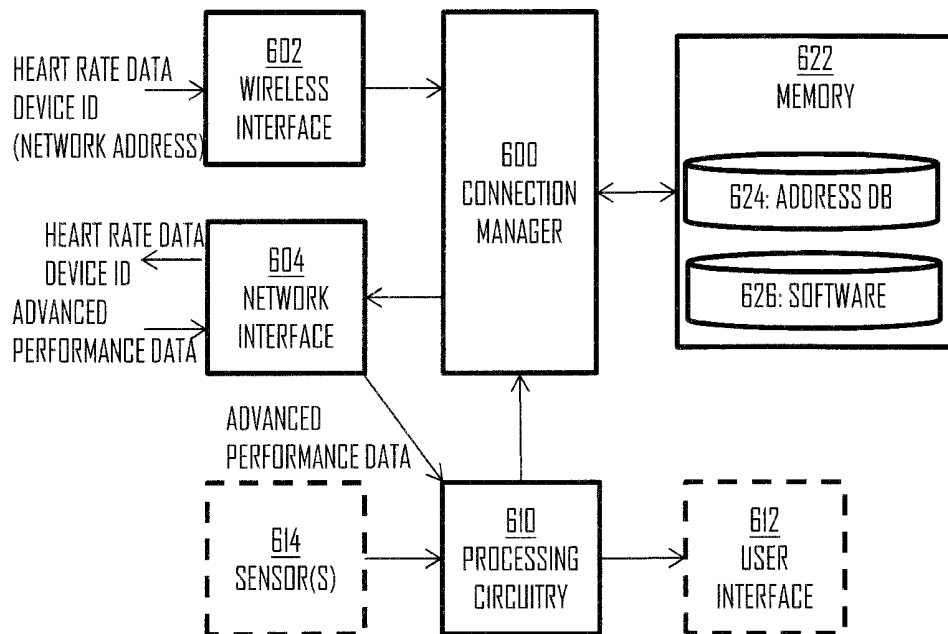 HEART RATE DATA
DEVICE ID
(NETWORK ADDRESS)
602
WIRELESS
INTERFACE
600
CONNECTION
MANAGER
622
MEMORY
624: ADDRESS DB
626: SOFTWARE
HEART RATE DATA
DEVICE ID
ADVANCED
PERFORMANCE DATA
604
NETWORK
INTERFACE
ADVANCED
PERFORMANCE DATA
614
SENSOR(S)
610
PROCESSING
CIRCUITRY
612
USER
INTERFACE